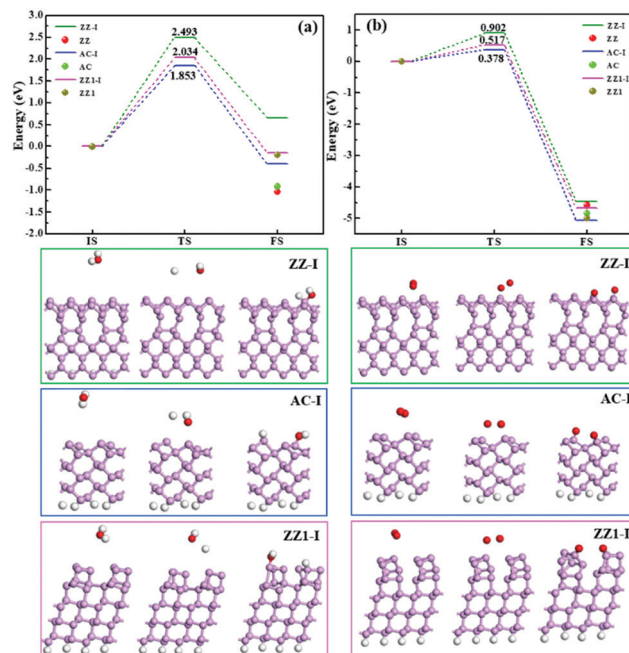 (a)
Energy (eV)
3.0
2.5
2.0
1.5
1.0
0.5
0.0
-0.5
-1.0
1.5
2.0
ZZ-I
ZZ
AC-I
AC
ZZ1-I
ZZ1
2.493
2.034
1.853
IS
TS
FS
(b)
Energy (eV)
1
0
-1
-2
-3
-4
-5
0.902
0.517
0.378
ZZ-I
ZZ
AC-I
AC
ZZ1-I
ZZ1
IS
TS
FS
ZZ-I
ZZ-I
AC-I
AC-I
ZZ1-I
ZZ1-I